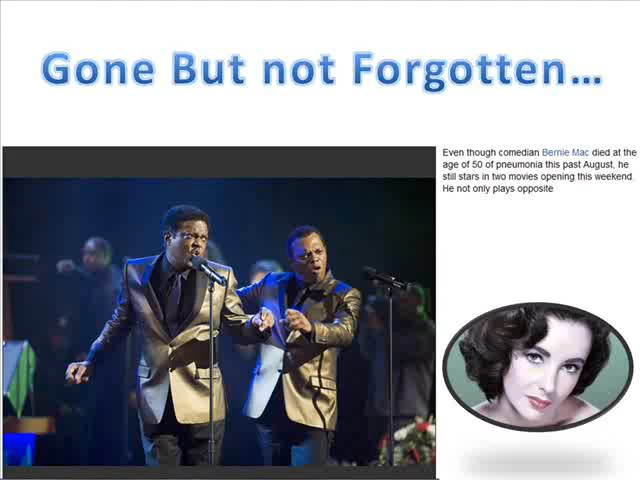 Gone But not Forgotten…
Even though comedian Bernie Mac died at the
age of 50 of pneumonia this past August, he
still stars in two movies opening this weekend.
He not only plays opposite